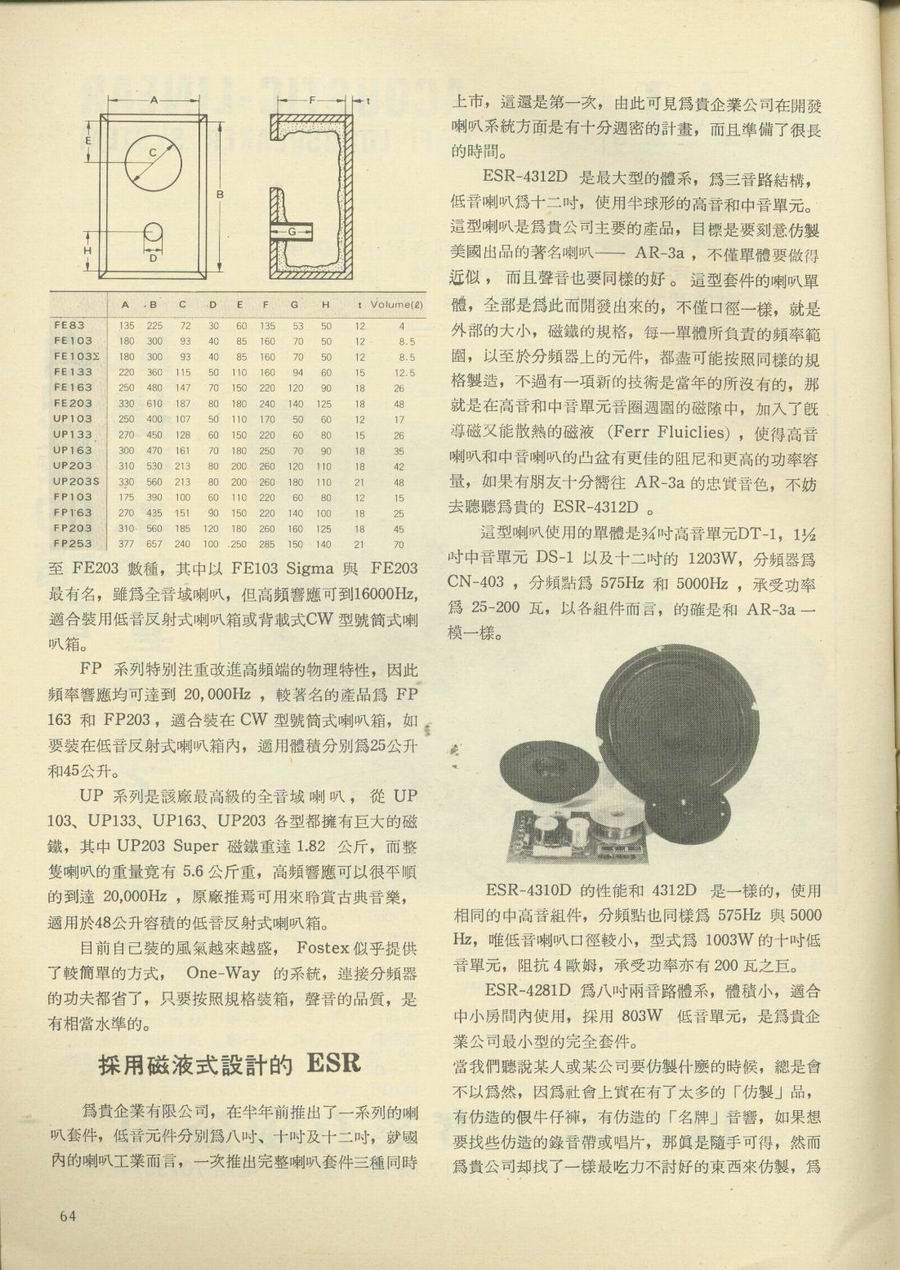 A
F
t
E
C
B
G
H
D
A B C D E F G H t Volume(ℓ)
FE83 135 225 72 30 60 135 53 50 12 4
FE103 180 300 93 40 85 160 70 50 12 8.5
FE103Σ 180 300 93 40 85 160 70 50 12 8.5
FE133 220 360 115 50 110 160 94 60 15 12.5
FE163 250 480 147 70 150 220 120 90 18 26
FE203 330 610 187 80 180 240 140 125 18 48
UP103 250 400 107 50 110 170 50 60 12 17
UP133 270 450 128 60 150 220 60 80 15 26
UP163 300 470 161 70 180 250 70 90 18 35
UP203 310 530 213 80 200 260 120 110 18 42
UP203S 330 560 213 80 200 260 180 110 21 48
FP103 175 390 100 60 110 220 60 80 12 15
FP163 270 435 151 90 150 220 140 100 18 25
FP203 310 560 185 120 180 260 160 125 18 45
FP253 377 657 240 100 250 285 150 140 21 70
至 FE203 數種，其中以 FE103 Sigma 與 FE203
最有名，雖爲全音域喇叭，但高頻響應可到16000Hz,
適合裝用低音反射式喇叭箱或背載式CW 型號筒式喇
叭箱。
FP 系列特别注重改進高頻端的物理特性，因此
頻率響應均可達到 20,000Hz ，較著名的產品爲 FP
163 和 FP203，適合裝在 CW 型號筒式喇叭箱，如
要裝在低音反射式喇叭箱內，適用體積分别爲25公升
和45公升。
UP 系列是該廠最高級的全音域喇叭，從 UP
103、UP133、UP163、UP203 各型都擁有巨大的磁
鐵，其中 UP203 Super 磁鐵重達 1.82 公斤，而整
隻喇叭的重量竟有 5.6 公斤重，高頻響應可以很平順
的到達 20,000Hz ，原廠推焉可用來聆賞古典音樂，
適用於48公升容積的低音反射式喇叭箱。
目前自己裝的風氣越來越盛， Fostex 似乎提供
了較簡單的方式， One-Way 的系統，連接分頻器
的功夫都省了，只要按照規格裝箱，聲音的品質，是
有相當水準的。
採用磁液式設計的 ESR
爲貴企業有限公司，在半年前推出了一系列的喇
叭套件，低音元件分别爲八吋、十吋及十二吋，就國
內的喇叭工業而言，一次推出完整喇叭套件三種同時
上市，這還是第一次，由此可見爲貴企業公司在開發
喇叭系統方面是有十分週密的計畫，而且準備了很長
的時間。
ESR-4312D 是最大型的體系，爲三音路結構，
低音喇叭爲十二吋，使用半球形的高音和中音單元。
這型喇叭是爲貴公司主要的產品，目標是要刻意仿製
美國出品的著名喇叭—— AR-3a ，不僅單體要做得
近似 ，而且聲音也要同樣的好 。 這型套件的喇叭單
體，全部是爲此而開發出來的，不僅口徑一樣，就是
外部的大小，磁鐵的規格，每一單體所負責的頻率範
圍，以至於分頻器上的元件，都盡可能按照同樣的規
格製造，不過有一項新的技術是當年的所沒有的，那
就是在高音和中音單元音圈週圍的磁隙中，加入了旣
導磁又能散熱的磁液 (Ferr Fluiclies) ，使得高音
喇叭和中音喇叭的凸盆有更佳的阻尼和更高的功率容
量，如果有朋友十分嚮往 AR-3a 的忠實音色，不妨
去聽聽爲貴的 ESR-4312D 。
這型喇叭使用的單體是¾吋高音單元DT-1，1½
吋中音單元 DS-1 以及十二吋的 1203W，分頻器爲
CN-403 ，分頻點爲 575Hz 和 5000Hz ，承受功率
爲 25-200 瓦，以各組件而言，的確是和 AR-3a 一
模一樣。
ESR-4310D 的性能和 4312D 是一樣的，使用
相同的中高音組件，分頻點也同樣爲 575Hz 與 5000
Hz，唯低音喇叭口徑較小，型式爲 1003W 的十吋低
音單元，阻抗 4 歐姆，承受功率亦有 200 瓦之巨。
ESR-4281D 爲八吋兩音路體系，體積小，適合
中小房間內使用，採用 803W 低音單元，是爲貴企
業公司最小型的完全套件。
當我們聽說某人或某公司要仿製什麼的時候，總是會
不以爲然，因爲社會上實在有了太多的「仿製」品，
有仿造的假牛仔褲，有仿造的「名牌」音響，如果想
要找些仿造的錄音帶或唱片，那眞是隨手可得，然而
爲貴公司却找了一樣最吃力不討好的東西來仿製，爲
64